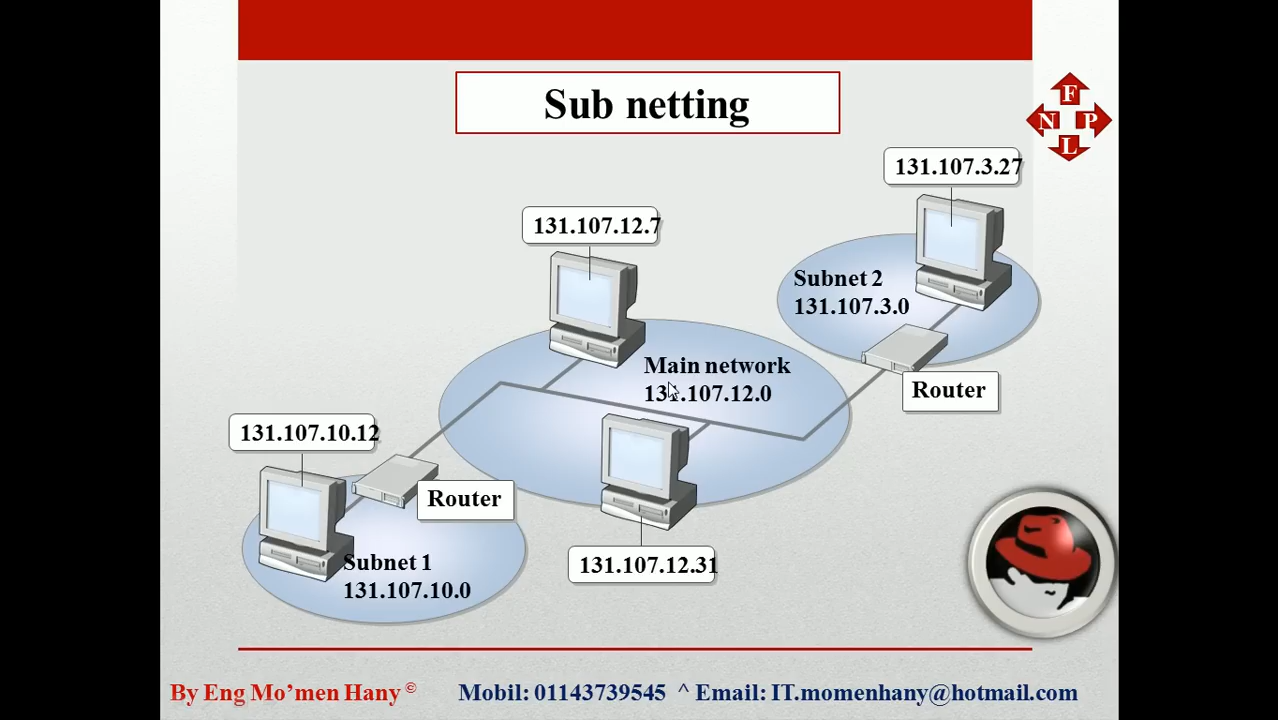 Sub netting
F
N P
L
131.107.3.27
131.107.12.7
Subnet 2
131.107.3.0
Main network
131.107.12.0
Router
131.107.10.12
Router
Subnet 1
131.107.10.0
131.107.12.31
By Eng Mo’men Hany © Mobil: 01143739545 ^ Email: IT.momenhany@hotmail.com